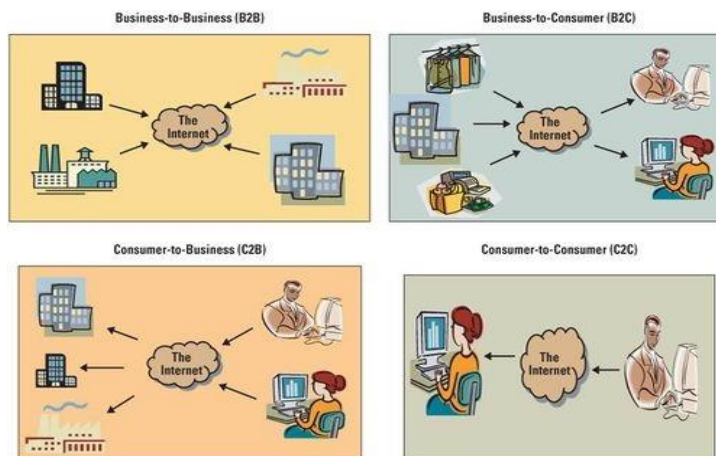 Business-to-Business (B2B)
The
Internet
Business-to-Consumer (B2C)
The
Internet
Consumer-to-Business (C2B)
The
Internet
Consumer-to-Consumer (C2C)
The
Internet